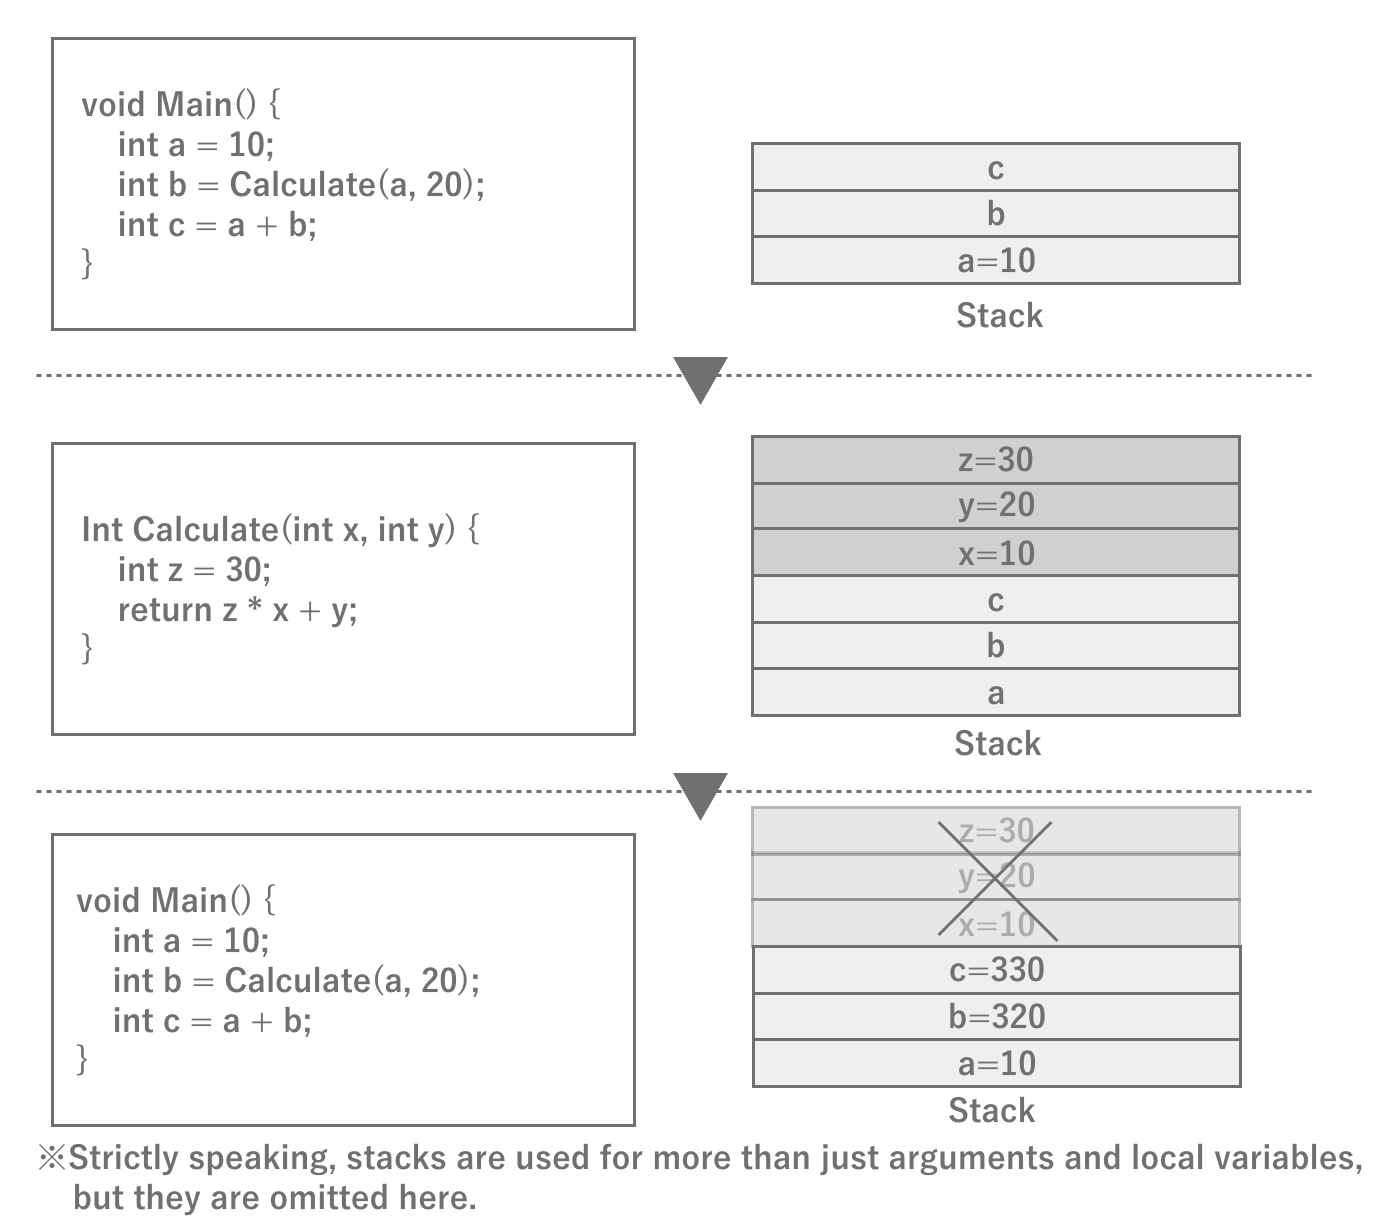 void Main() {
int a = 10;
int b = Calculate(a, 20);
int c = a + b;
}
c
b
a=10
Stack
Int Calculate(int x, int y) {
int z = 30;
return z * x + y;
}
z=30
y=20
x=10
c
b
a
Stack
void Main() {
int a = 10;
int b = Calculate(a, 20);
int c = a + b;
}
z=30
y=20
x=10
c=330
b=320
a=10
Stack
※Strictly speaking, stacks are used for more than just arguments and local variables,
but they are omitted here.